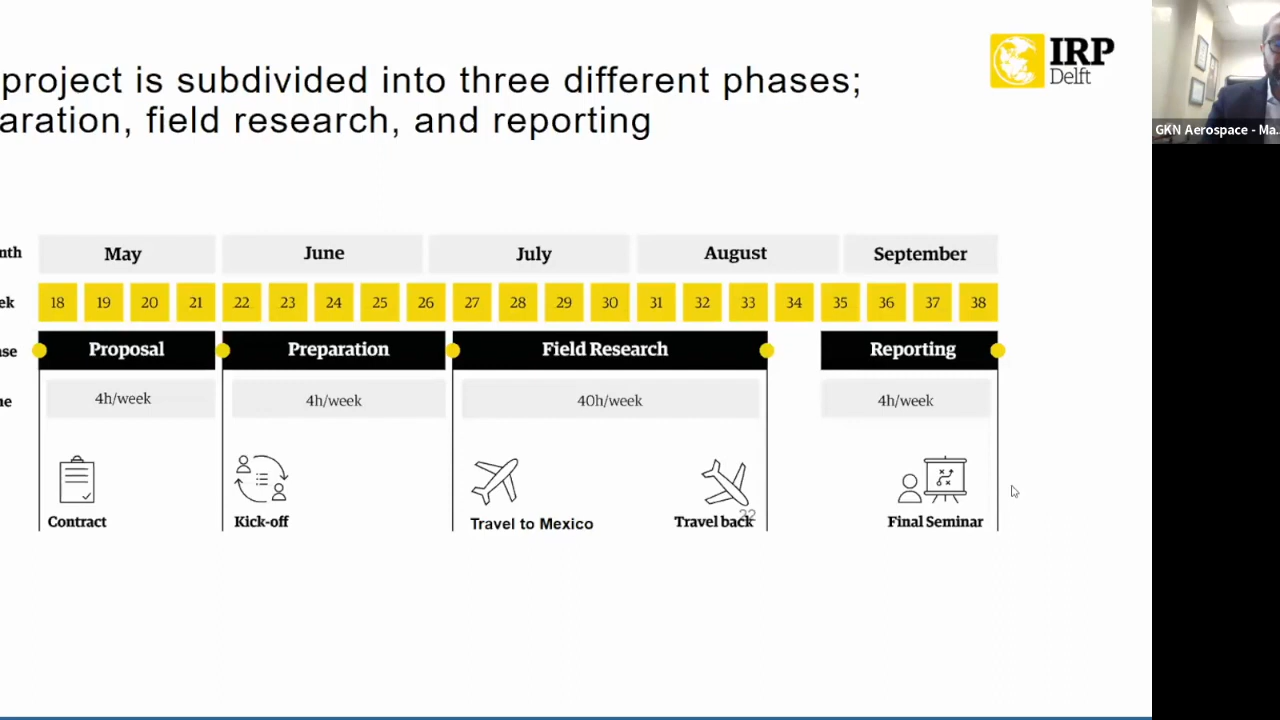 IRP
Delft
project is subdivided into three different phases;
aration, field research, and reporting
GKN Aerospace - Ma...
nth May June July August September
ek 18 19 20 21 22 23 24 25 26 27 28 29 30 31 32 33 34 35 36 37 38
ase Proposal Preparation Field Research Reporting
ne 4h/week 4h/week 40h/week 4h/week
22
Contract Kick-off Travel to Mexico Travel back Final Seminar